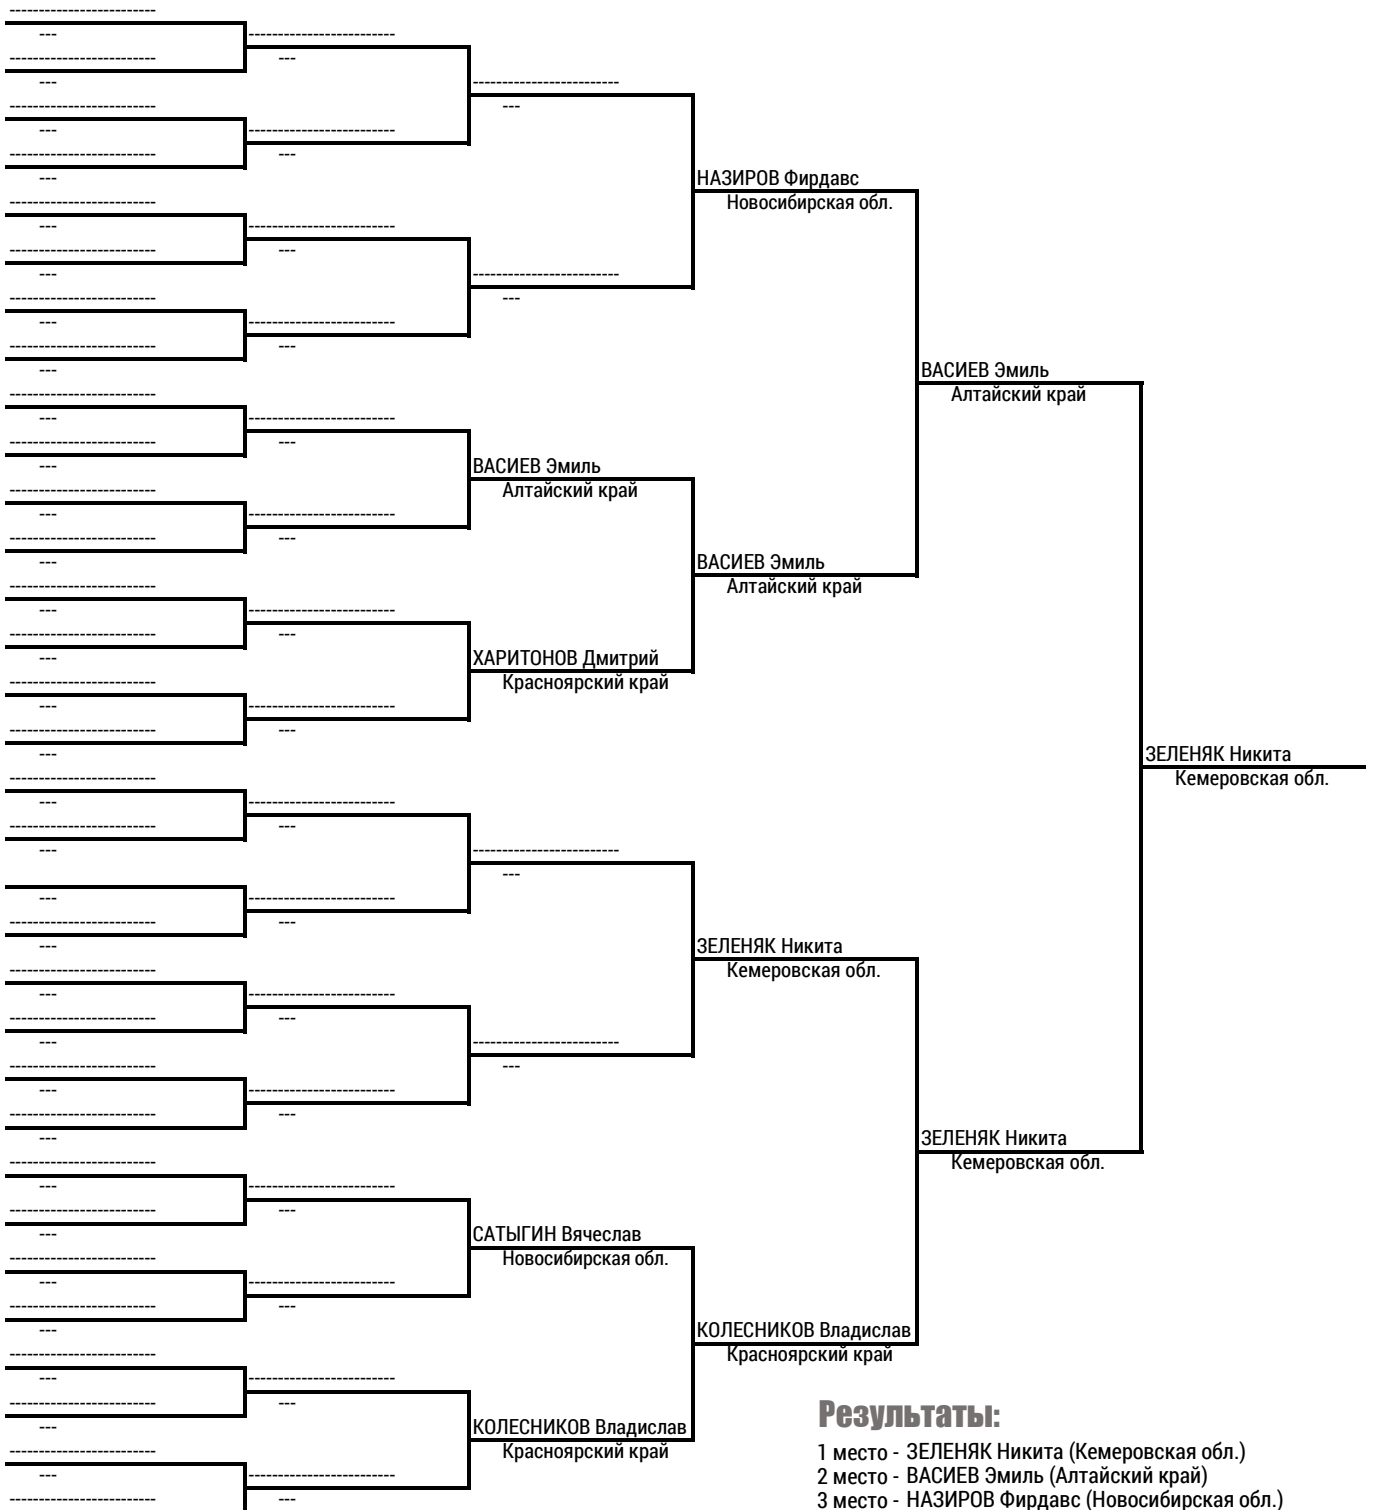 НАЗИРОВ Фирдавс
Новосибирская обл.
ВАСИЕВ Эмиль
Алтайский край
ВАСИЕВ Эмиль
Алтайский край
ВАСИЕВ Эмиль
Алтайский край
ХАРИТОНОВ Дмитрий
Красноярский край
ЗЕЛЕНЯК Никита
Кемеровская обл.
ЗЕЛЕНЯК Никита
Кемеровская обл.
ЗЕЛЕНЯК Никита
Кемеровская обл.
САТЫГИН Вячеслав
Новосибирская обл.
КОЛЕСНИКОВ Владислав
Красноярский край
КОЛЕСНИКОВ Владислав
Красноярский край
Результаты:
1 место - ЗЕЛЕНЯК Никита (Кемеровская обл.)
2 место - ВАСИЕВ Эмиль (Алтайский край)
3 место - НАЗИРОВ Фирдавс (Новосибирская обл.)